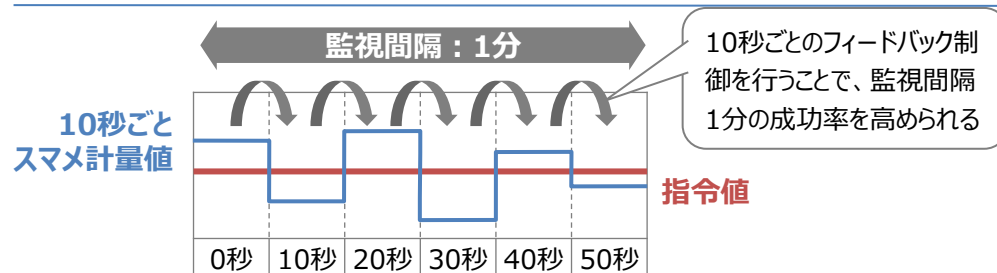 監視間隔：1分
10秒ごとのフィードバック制
御を行うことで、監視間隔
1分の成功率を高められる
10秒ごと
スマメ計量値
指令値
0秒 10秒 20秒 30秒 40秒 50秒